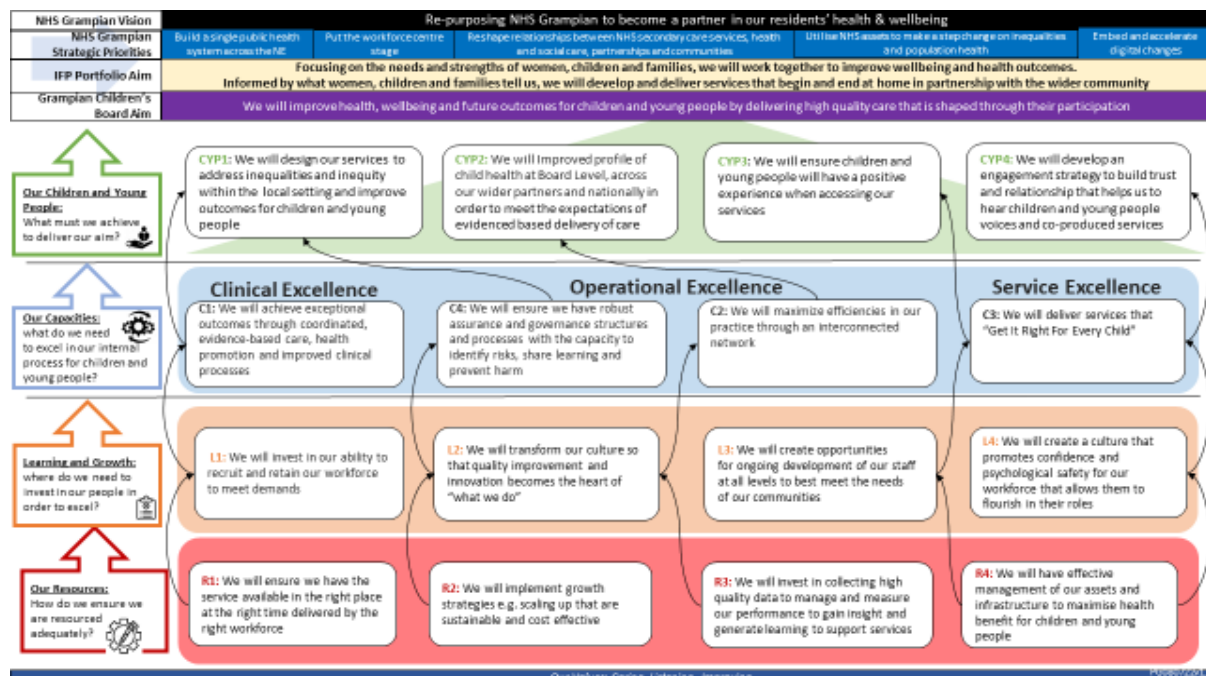 NHS Grampian Vision
Re-purposing NHS Grampian to become a partner in our residents' health & wellbeing
NHS Grampian
Strategic Priorities
Build a single public health
system across the NE
Put the workforce centre
stage
Reshape relationships between NHS secondary care services, health
and social care, partnerships and communities
Utilise NHS assets to make a step change on inequalities
and population health
Embed and accelerate
digital changes
IFP Portfolio Aim
Focusing on the needs and strengths of women, children and families, we will work together to improve wellbeing and health outcomes.
Informed by what women, children and families tell us, we will develop and deliver services that begin and end at home in partnership with the wider community
Grampian Children's
Board Aim
We will improve health, wellbeing and future outcomes for children and young people by delivering high quality care that is shaped through their participation
Our Children and Young
People:
What must we achieve
to deliver our aim?
CYP1: We will design our services to
address inequalities and inequity
within the local setting and improve
outcomes for children and young
people
CYP2: We will Improved profile of
child health at Board Level, across
our wider partners and nationally in
order to meet the expectations of
evidenced based delivery of care
CYP3: We will ensure children and
young people will have a positive
experience when accessing our
services
CYP4: We will develop an
engagement strategy to build trust
and relationship that helps us to
hear children and young people
voices and co-produced services
Our Capacities:
what do we need
to excel in our internal
process for children and
young people?
Clinical Excellence
Operational Excellence
Service Excellence
C1: We will achieve exceptional
outcomes through coordinated,
evidence-based care, health
promotion and improved clinical
processes
C4: We will ensure we have robust
assurance and governance structures
and processes with the capacity to
identify risks, share learning and
prevent harm
C2: We will maximize efficiencies in our
practice through an interconnected
network
C3: We will deliver services that
"Get It Right For Every Child"
Learning and Growth:
where do we need to
invest in our people in
order to excel?
L1: We will invest in our ability to
recruit and retain our workforce
to meet demands
L2: We will transform our culture so
that quality improvement and
innovation becomes the heart of
"what we do"
L3: We will create opportunities
for ongoing development of our staff
at all levels to best meet the needs
of our communities
L4: We will create a culture that
promotes confidence and
psychological safety for our
workforce that allows them to
flourish in their roles
Our Resources:
How do we ensure we
are resourced
adequately?
R1: We will ensure we have the
service available in the right place
at the right time delivered by the
right workforce
R2: We will implement growth
strategies e.g. scaling up that are
sustainable and cost effective
R3: We will invest in collecting high
quality data to manage and measure
our performance to gain insight and
generate learning to support services
R4: We will have effective
management of our assets and
infrastructure to maximise health
benefit for children and young
people
Our Values: Caring, Listening, Improving